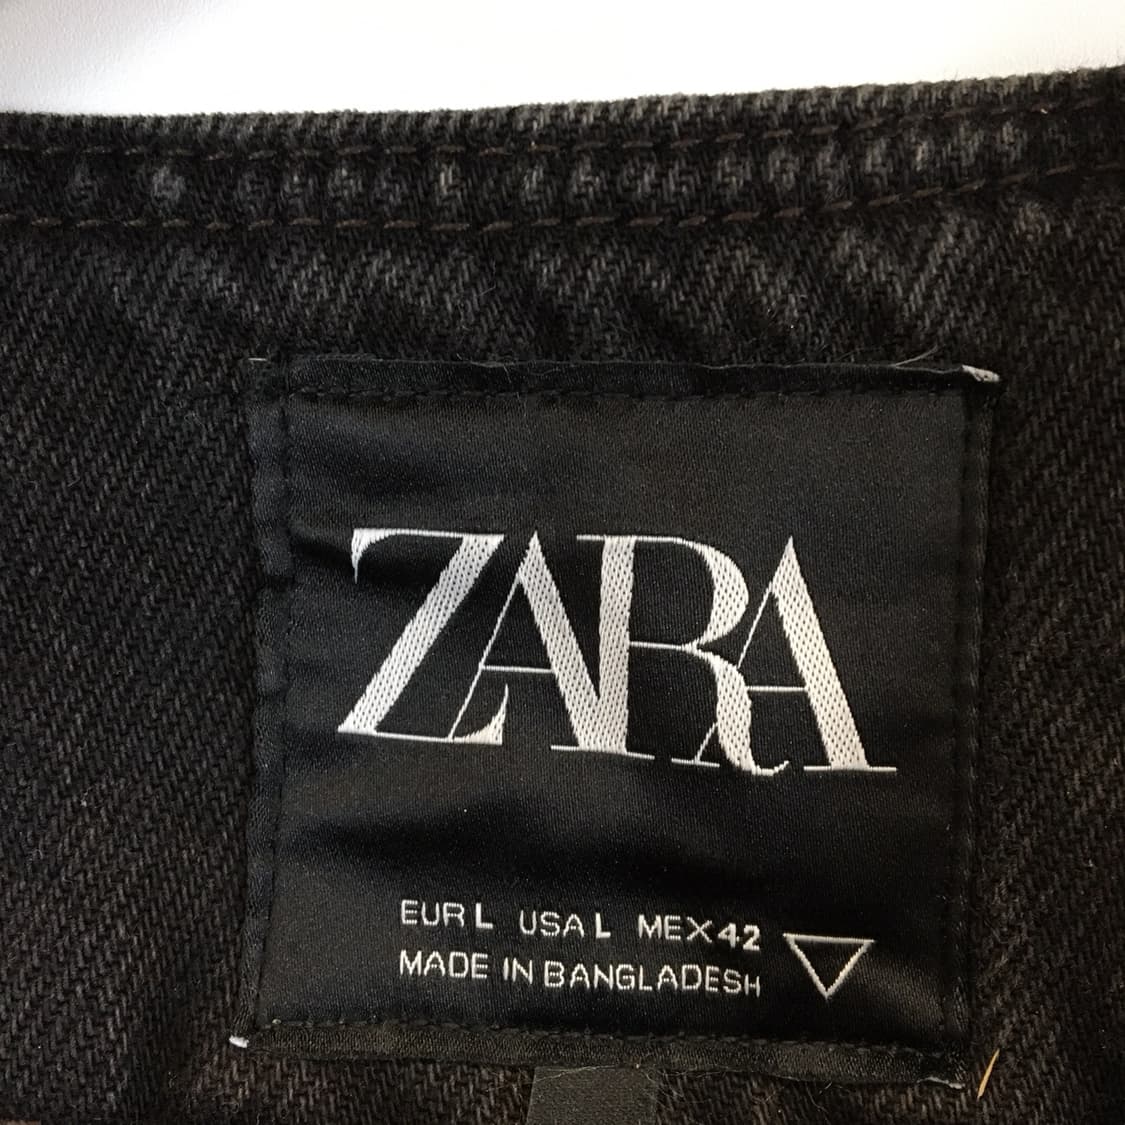 ZARA
EUR L USA L MEX 42
MADE IN BANGLADESH